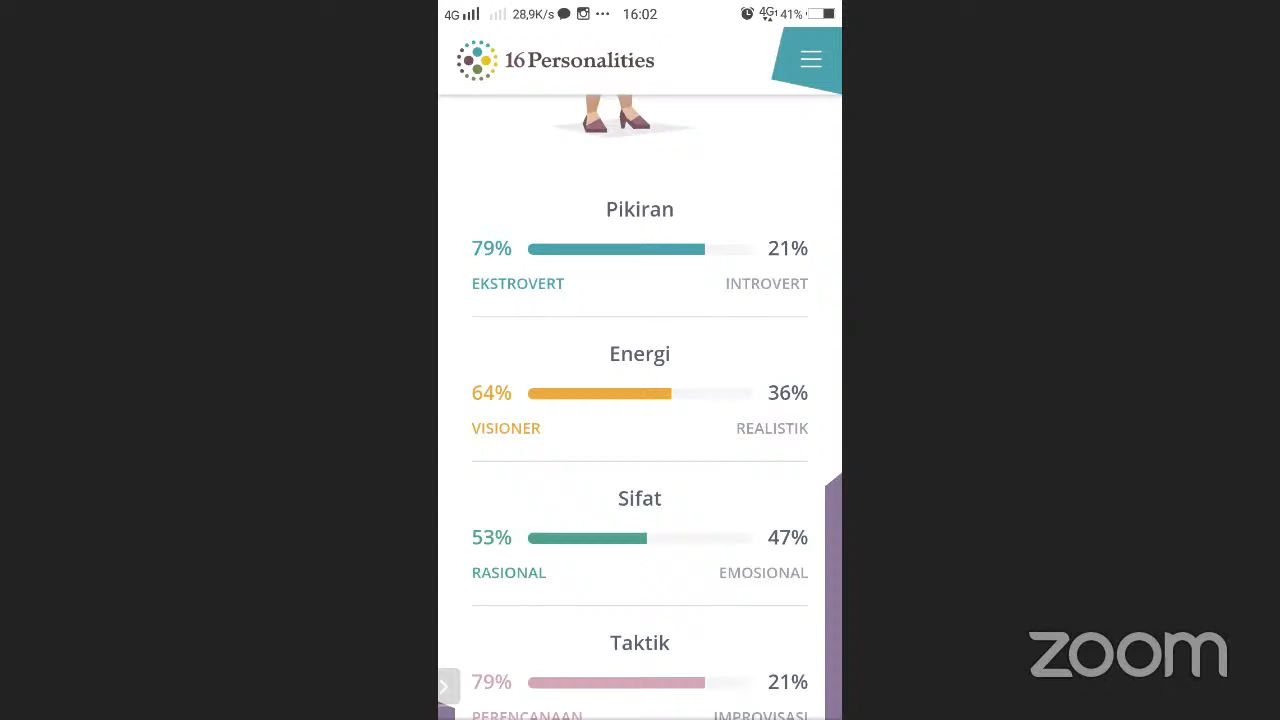 4G 28,9K/s 16:02 4G 41%
16Personalities
Pikiran
79% 21%
EKSTROVERT INTROVERT
Energi
64% 36%
VISIONER REALISTIK
Sifat
53% 47%
RASIONAL EMOSIONAL
Taktik
79% 21%
PERENCANAAN IMPROVISASI
zoom